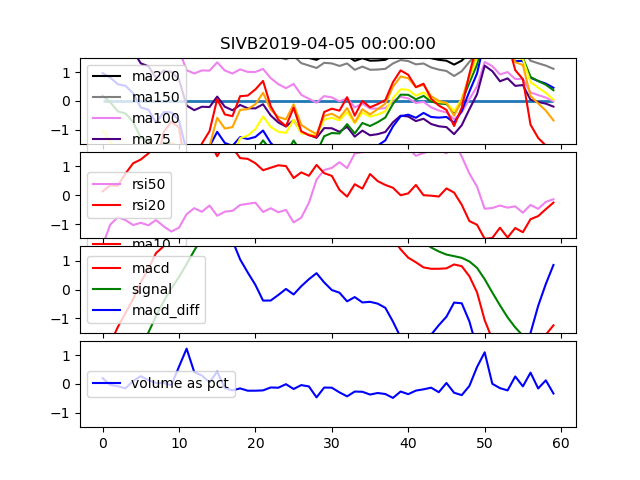 SIVB2019-04-05 00:00:00
1
0
−1
ma200
ma150
ma100
ma75
1
0
−1
rsi50
rsi20
ma10
1
0
−1
macd
signal
macd_diff
1
0
−1
volume as pct
0 10 20 30 40 50 60